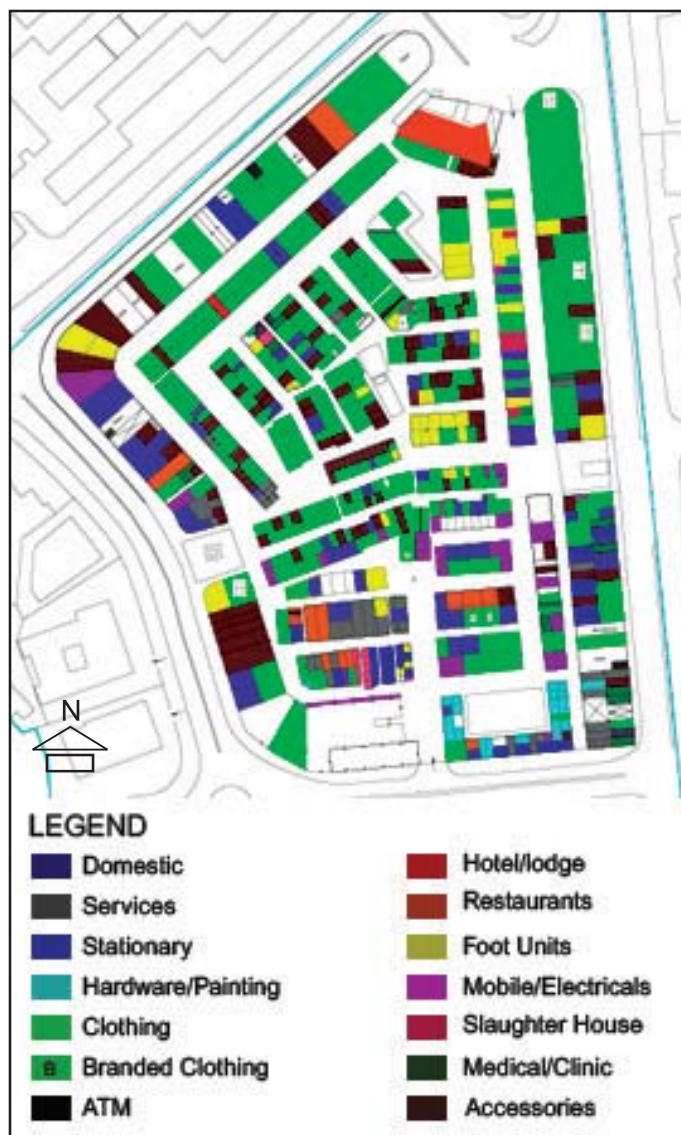 N
LEGEND
Domestic
Services
Stationary
Hardware/Painting
Clothing
B Branded Clothing
ATM
Hotel/lodge
Restaurants
Foot Units
Mobile/Electricals
Slaughter House
Medical/Clinic
Accessories